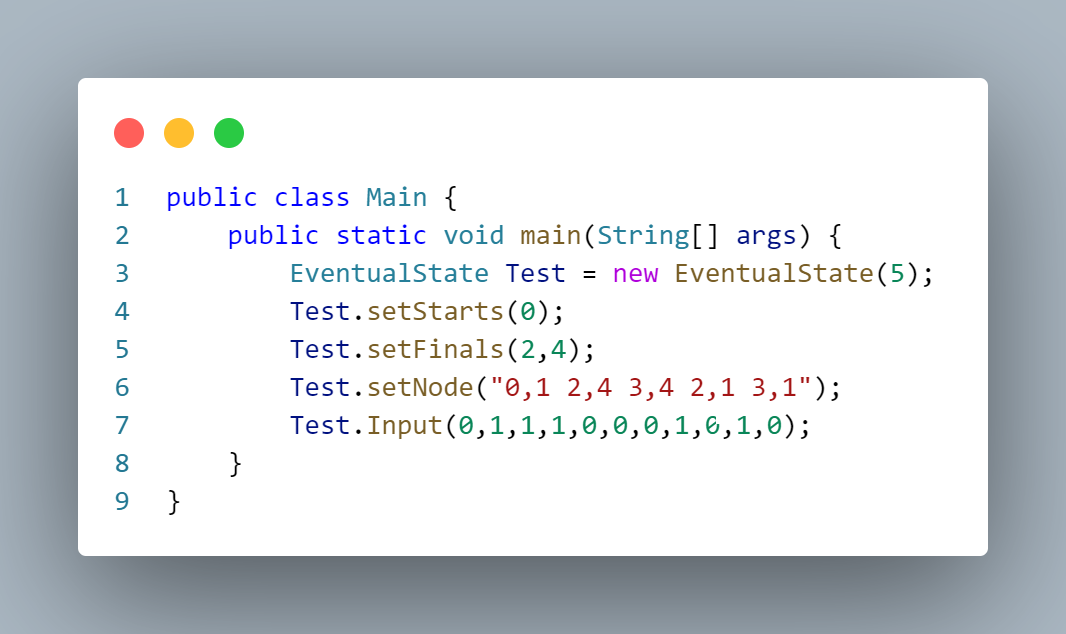 1 public class Main {
2 public static void main(String[] args) {
3 EventualState Test = new EventualState(5);
4 Test.setStarts(0);
5 Test.setFinals(2,4);
6 Test.setNode("0,1 2,4 3,4 2,1 3,1");
7 Test.Input(0,1,1,1,0,0,0,1,0,1,0);
8 }
9 }